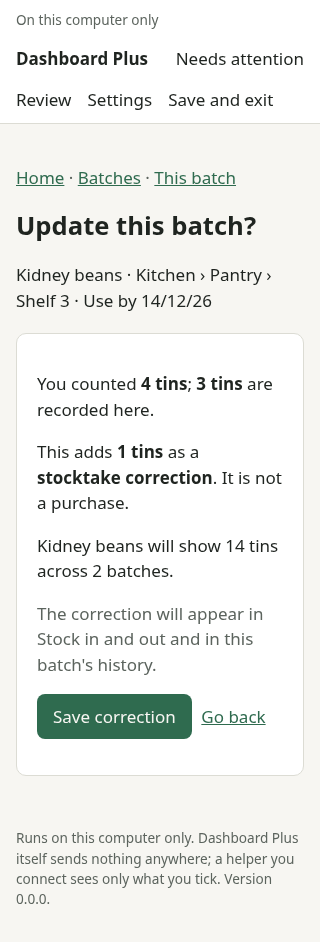 On this computer only
Dashboard Plus Needs attention
Review Settings Save and exit
Home · Batches · This batch
Update this batch?
Kidney beans · Kitchen › Pantry ›
Shelf 3 · Use by 14/12/26
You counted 4 tins; 3 tins are
recorded here.
This adds 1 tins as a
stocktake correction. It is not
a purchase.
Kidney beans will show 14 tins
across 2 batches.
The correction will appear in
Stock in and out and in this
batch's history.
Save correction Go back
Runs on this computer only. Dashboard Plus
itself sends nothing anywhere; a helper you
connect sees only what you tick. Version
0.0.0.